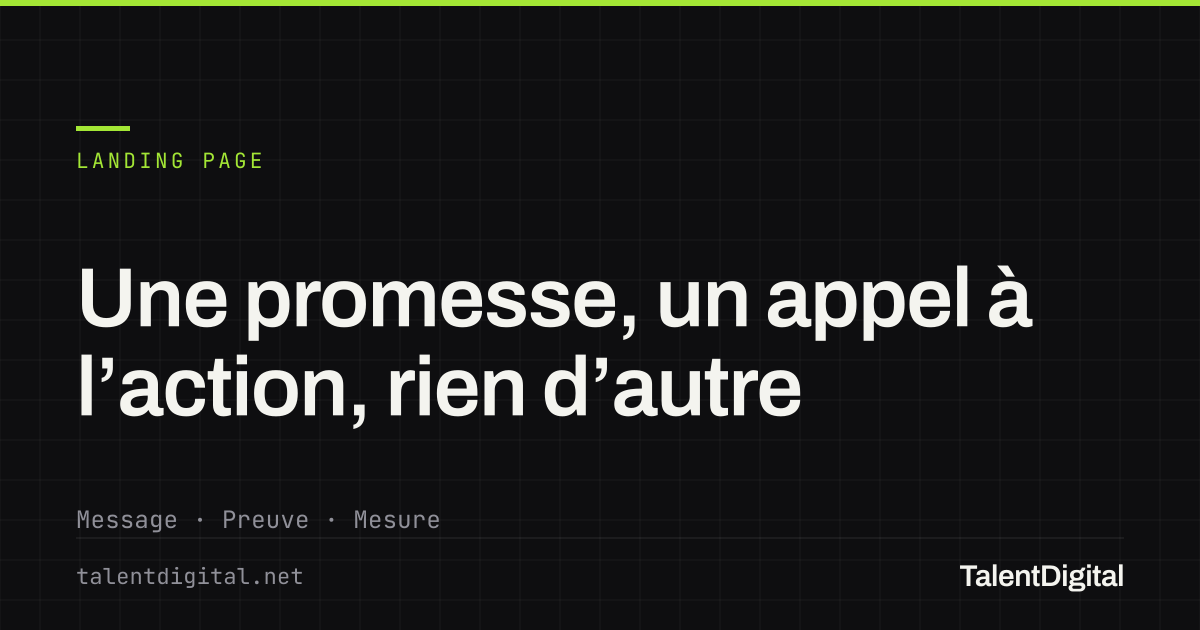 LANDING PAGE
Une promesse, un appel à
l’action, rien d’autre
Message · Preuve · Mesure
talentdigital.net
TalentDigital